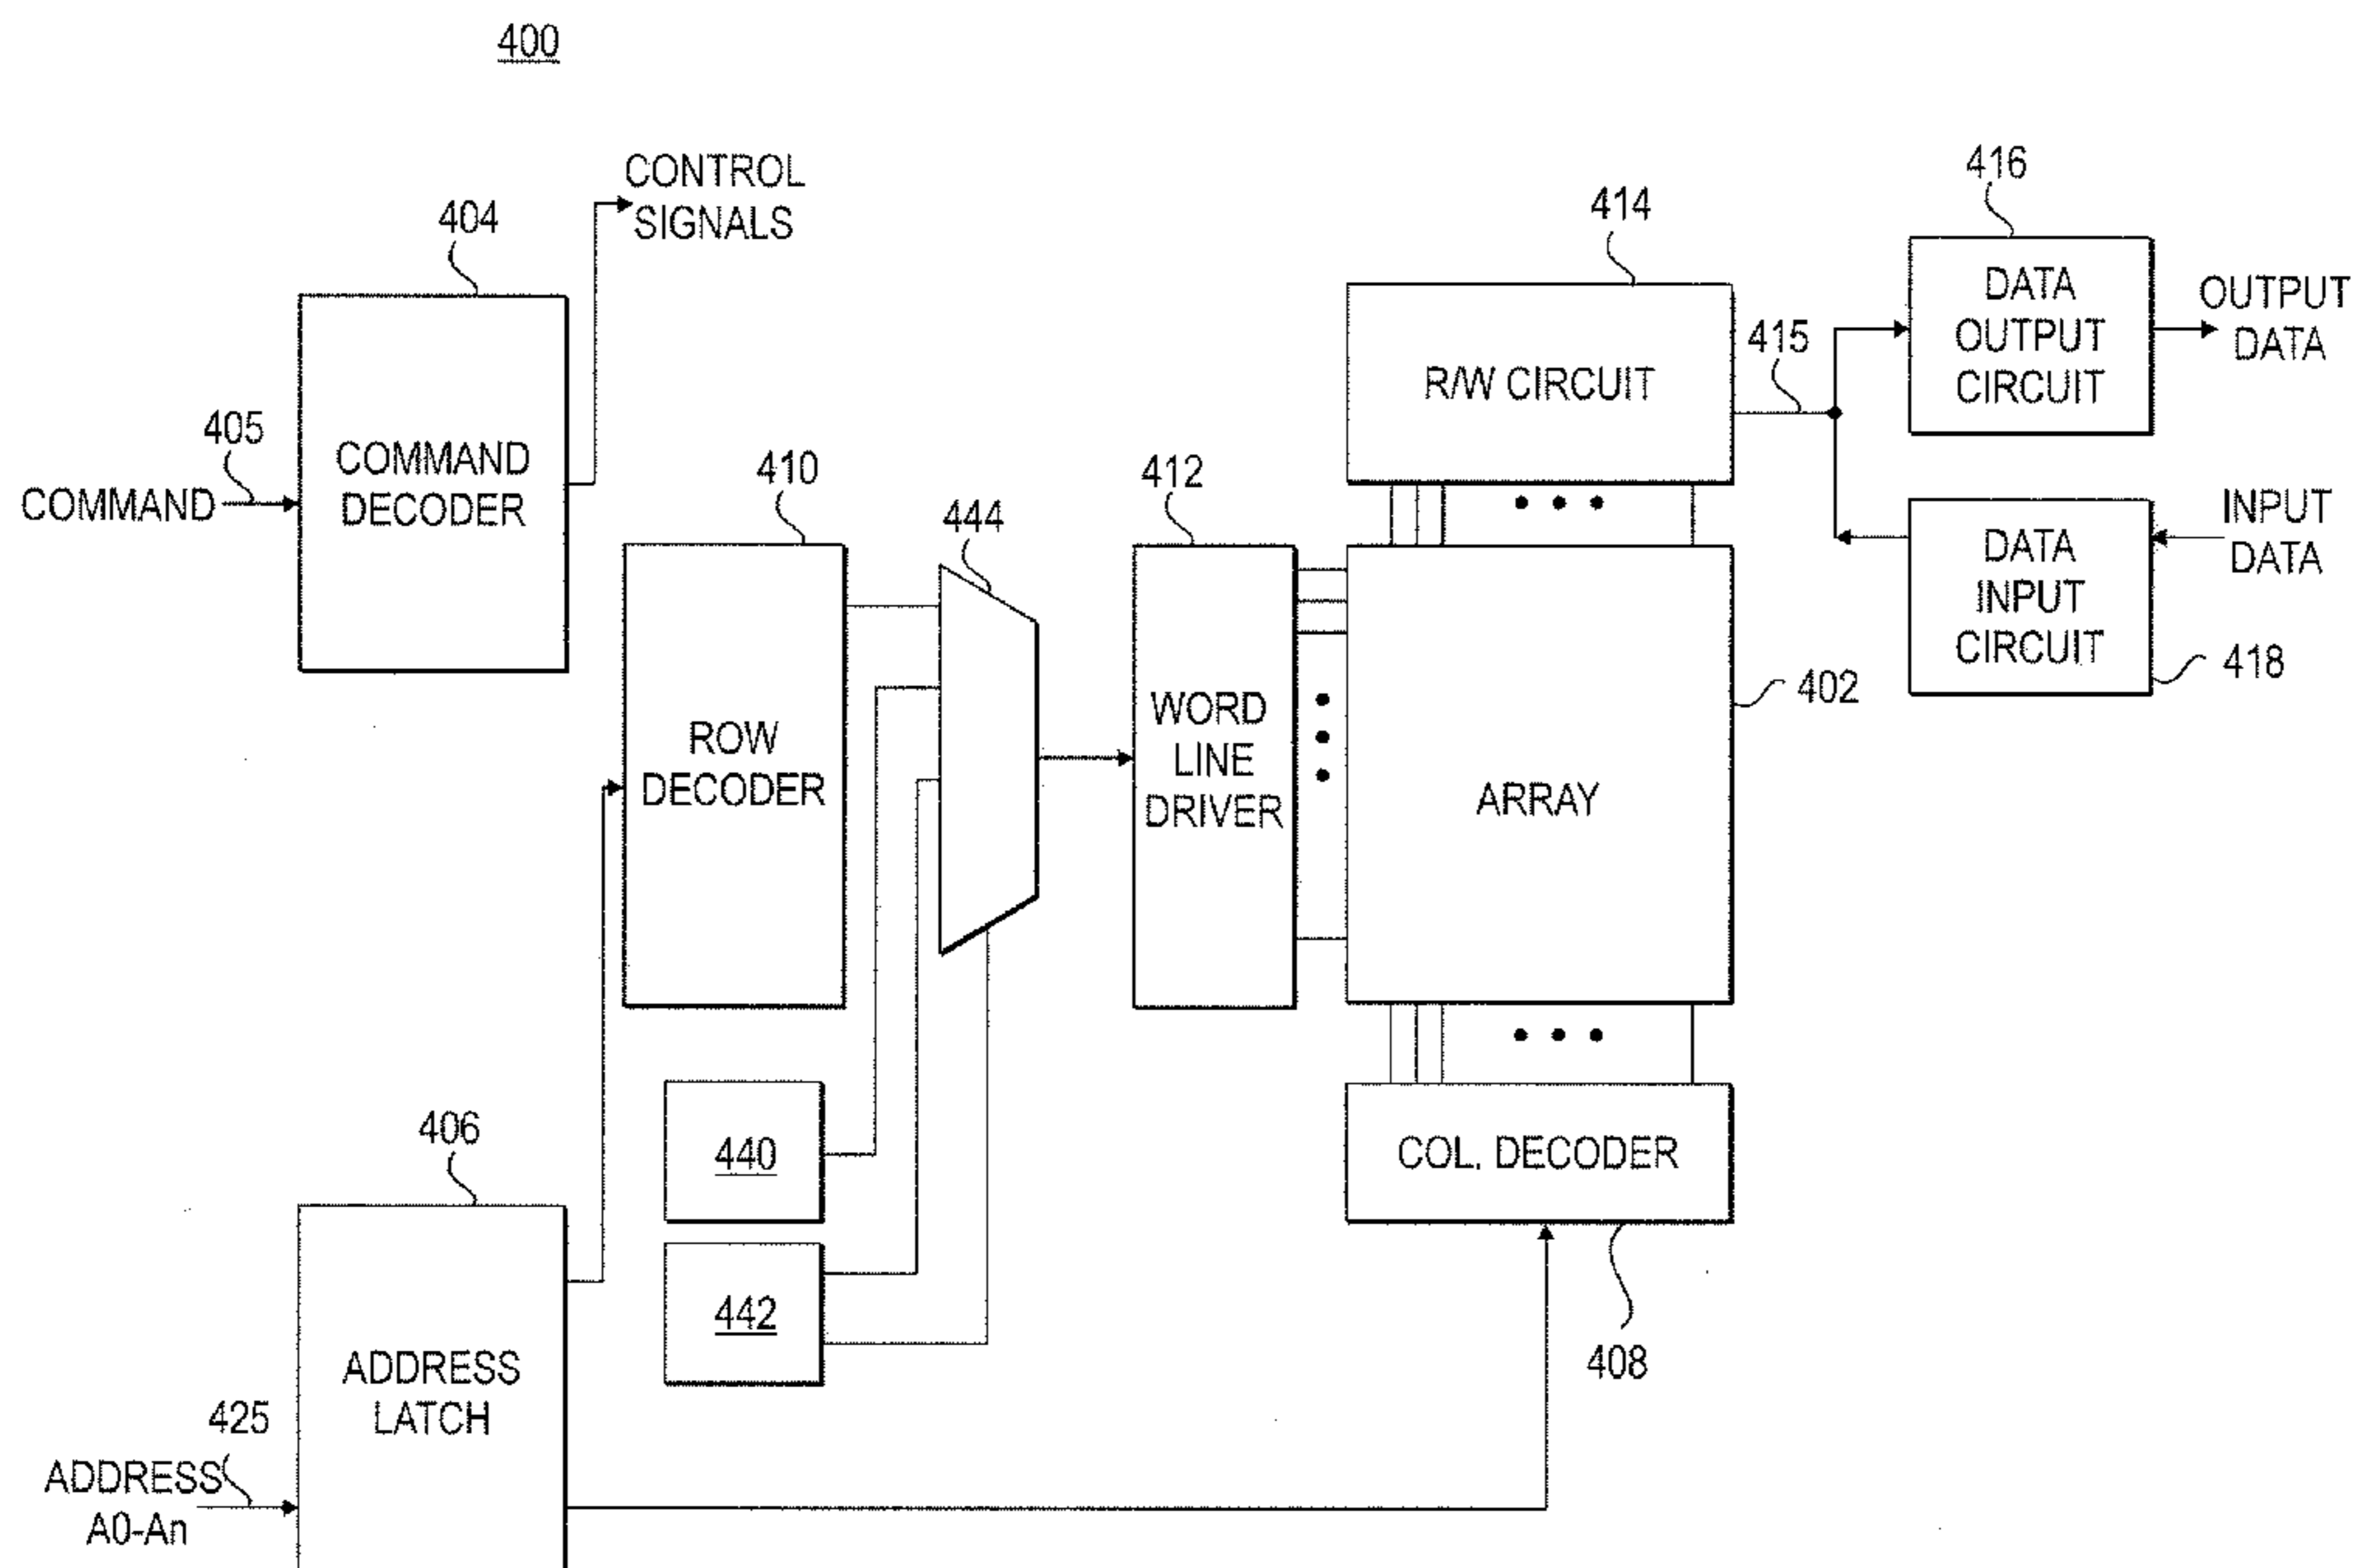 400
CONTROL
SIGNALS
404
COMMAND
DECODER
405
COMMAND
410
ROW
DECODER
444
412
WORD
LINE
DRIVER
414
R/W CIRCUIT
415
416
DATA
OUTPUT
CIRCUIT
OUTPUT
DATA
INPUT
DATA
DATA
INPUT
CIRCUIT
418
402
ARRAY
440
442
COL. DECODER
408
406
ADDRESS
LATCH
425
ADDRESS
A0-An